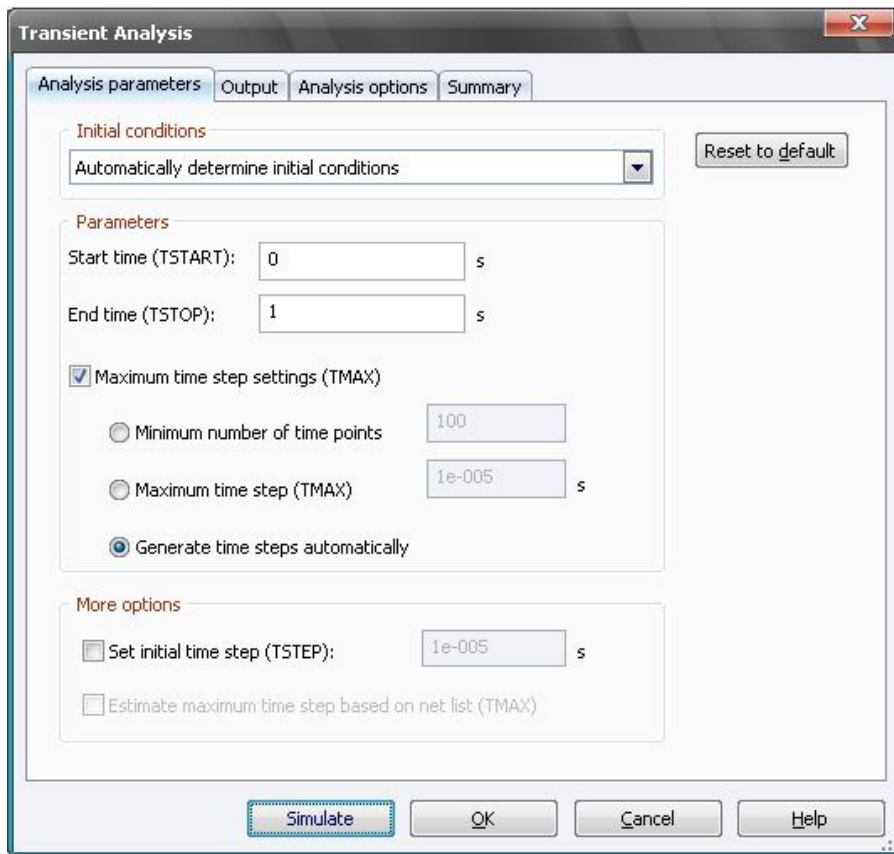 Transient Analysis
X
Analysis parameters Output Analysis options Summary
Initial conditions
Automatically determine initial conditions
Reset to default
Parameters
Start time (TSTART): 0 s
End time (TSTOP): 1 s
Maximum time step settings (TMAX)
Minimum number of time points 100
Maximum time step (TMAX) 1e-005 s
Generate time steps automatically
More options
Set initial time step (TSTEP): 1e-005 s
Estimate maximum time step based on net list (TMAX)
Simulate OK Cancel Help